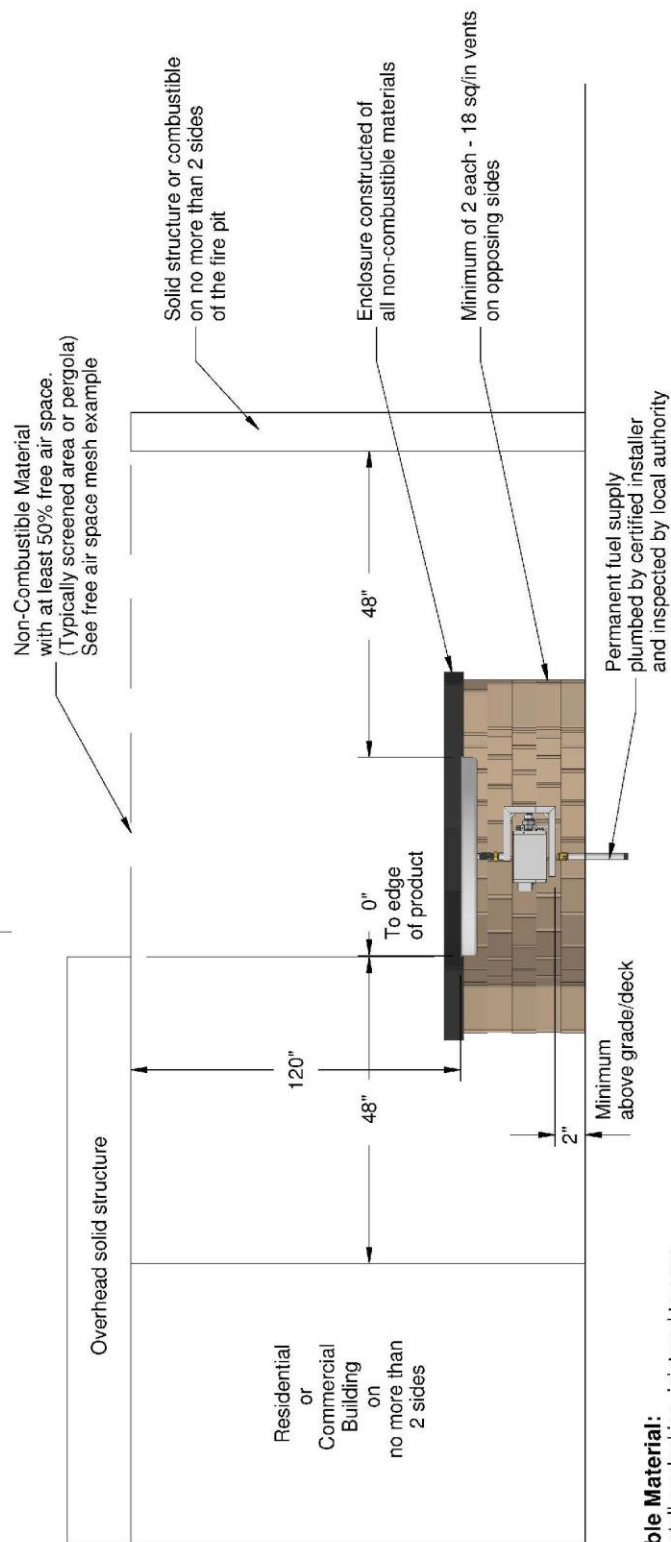 Non-Combustible Material
with at least 50% free air space.
(Typically screened area or pergola)
See free air space mesh example
Solid structure or combustible
on no more than 2 sides
of the fire pit
Overhead solid structure
48"
Enclosure constructed of
all non-combustible materials
0"
To edge
of product
120"
48"
Residential
or
Commercial
Building
on
no more than
2 sides
Minimum of 2 each - 18 sq/in vents
on opposing sides
2"
Minimum
above grade/deck
Permanent fuel supply
plumbed by certified installer
and inspected by local authority
Material: